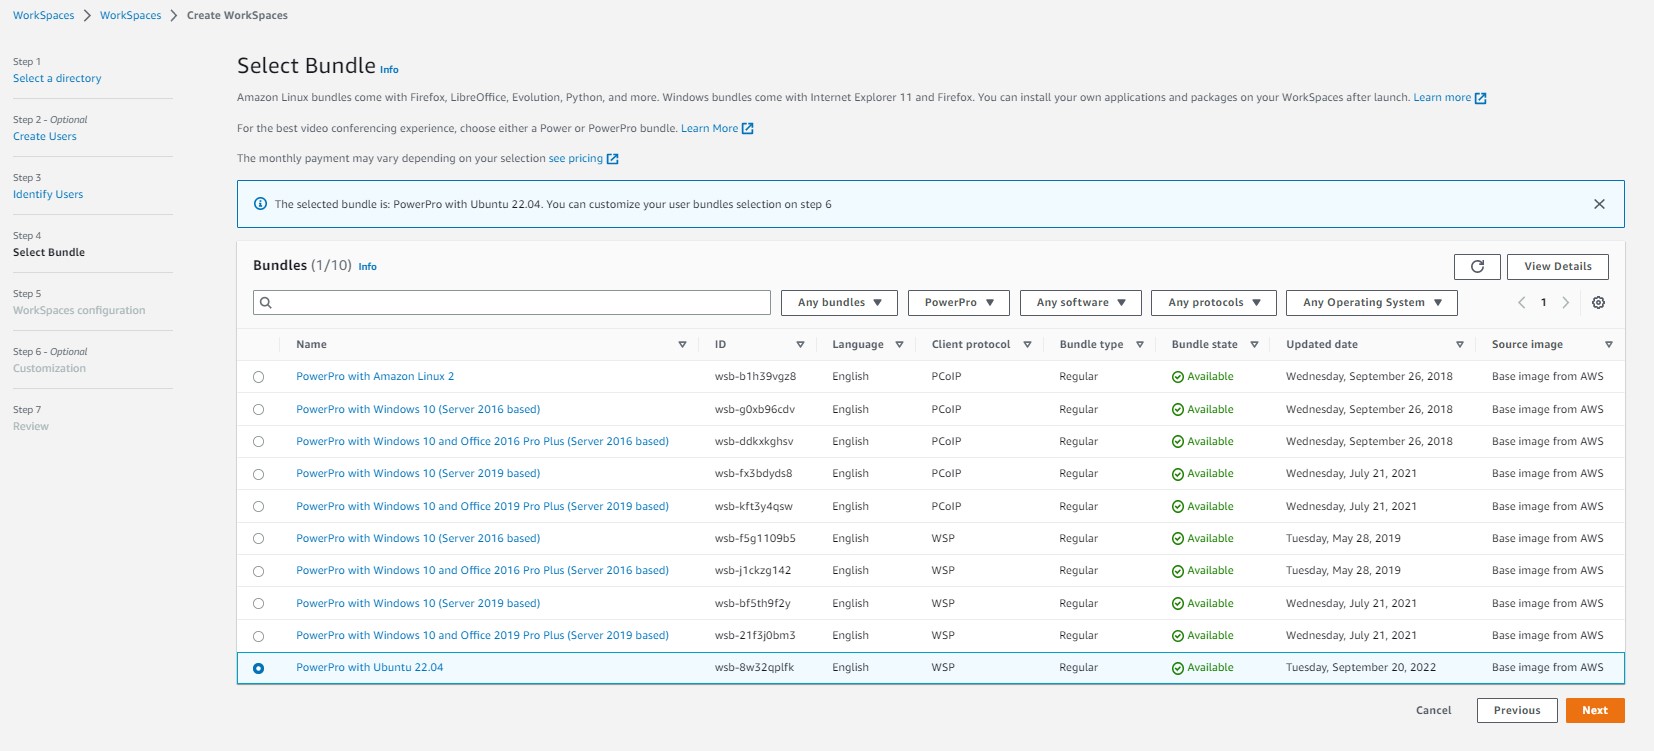 WorkSpaces > WorkSpaces > Create WorkSpaces
Step 1
Select a directory
Step 2 - Optional
Create Users
Step 3
Identify Users
Step 4
Select Bundle
Step 5
WorkSpaces configuration
Step 6 - Optional
Customization
Step 7
Review
Select Bundle Info
Amazon Linux bundles come with Firefox, LibreOffice, Evolution, Python, and more. Windows bundles come with Internet Explorer 11 and Firefox. You can install your own applications and packages on your WorkSpaces after launch. Learn more
For the best video conferencing experience, choose either a Power or PowerPro bundle. Learn More
The monthly payment may vary depending on your selection see pricing
The selected bundle is: PowerPro with Ubuntu 22.04. You can customize your user bundles selection on step 6
Bundles (1/10) Info
View Details
Any bundles PowerPro Any software Any protocols Any Operating System 1
Name ID Language Client protocol Bundle type Bundle state Updated date Source image
PowerPro with Amazon Linux 2 wsb-b1h39vgz8 English PCoIP Regular Available Wednesday, September 26, 2018 Base image from AWS
PowerPro with Windows 10 (Server 2016 based) wsb-g0xb96cdv English PCoIP Regular Available Wednesday, September 26, 2018 Base image from AWS
PowerPro with Windows 10 and Office 2016 Pro Plus (Server 2016 based) wsb-ddkxkghsv English PCoIP Regular Available Wednesday, September 26, 2018 Base image from AWS
PowerPro with Windows 10 (Server 2019 based) wsb-fx3bdyds8 English PCoIP Regular Available Wednesday, July 21, 2021 Base image from AWS
PowerPro with Windows 10 and Office 2019 Pro Plus (Server 2019 based) wsb-kft3y4qsw English PCoIP Regular Available Wednesday, July 21, 2021 Base image from AWS
PowerPro with Windows 10 (Server 2016 based) wsb-f5g1109b5 English WSP Regular Available Tuesday, May 28, 2019 Base image from AWS
PowerPro with Windows 10 and Office 2016 Pro Plus (Server 2016 based) wsb-j1ckzg142 English WSP Regular Available Tuesday, May 28, 2019 Base image from AWS
PowerPro with Windows 10 (Server 2019 based) wsb-bf5th9f2y English WSP Regular Available Wednesday, July 21, 2021 Base image from AWS
PowerPro with Windows 10 and Office 2019 Pro Plus (Server 2019 based) wsb-21f3j0bm3 English WSP Regular Available Wednesday, July 21, 2021 Base image from AWS
PowerPro with Ubuntu 22.04 wsb-8w32qplfk English WSP Regular Available Tuesday, September 20, 2022 Base image from AWS
Cancel Previous Next